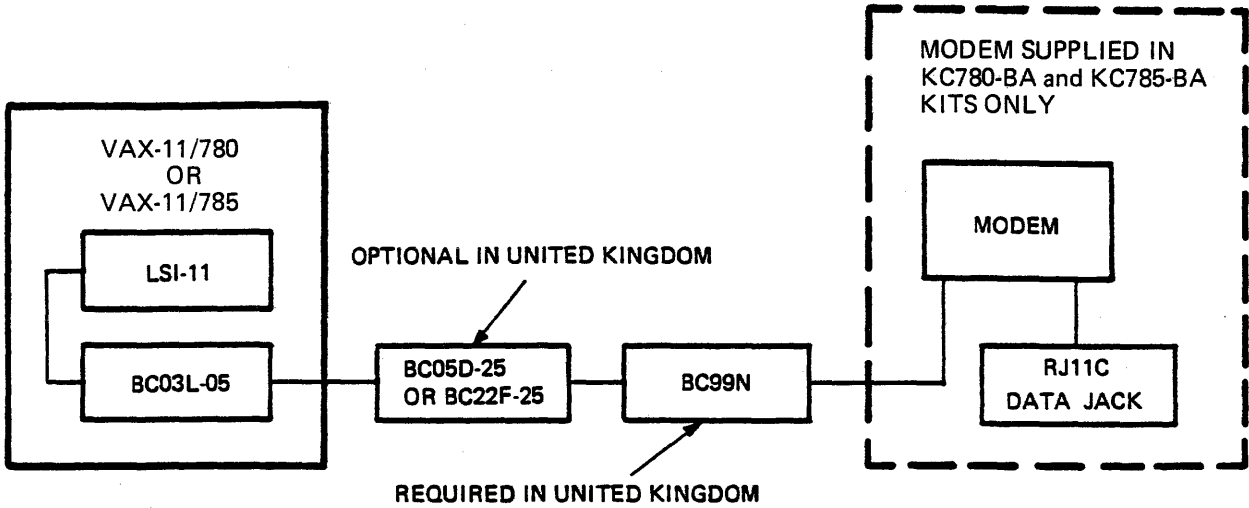 MODEM SUPPLIED IN
KC780-BA and KC785-BA
KITS ONLY
VAX-11/780
OR
VAX-11/785
LSI-11
BC03L-05
OPTIONAL IN UNITED KINGDOM
BC05D-25
OR BC22F-25
BC99N
REQUIRED IN UNITED KINGDOM
MODEM
RJ11C
DATA JACK